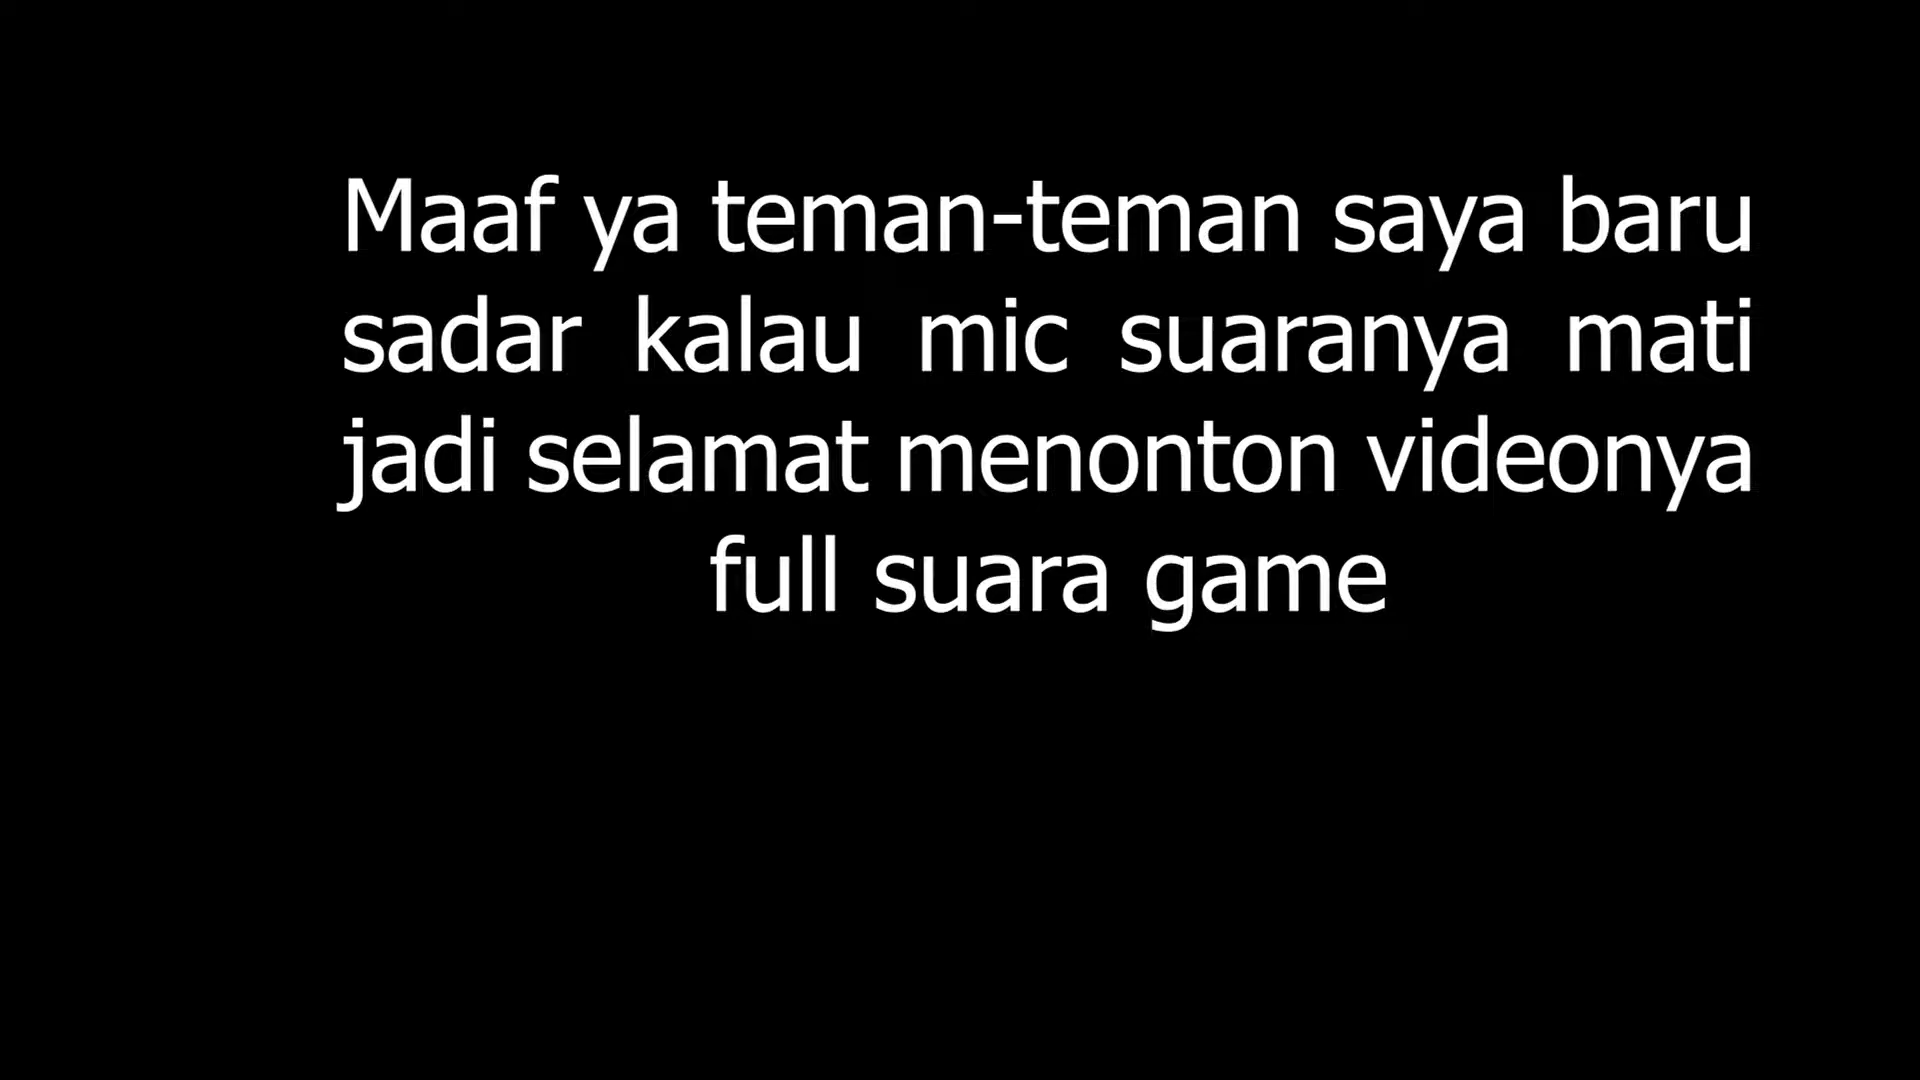 Maaf ya teman-teman saya baru
sadar kalau mic suaranya mati
jadi selamat menonton videonya
full suara game